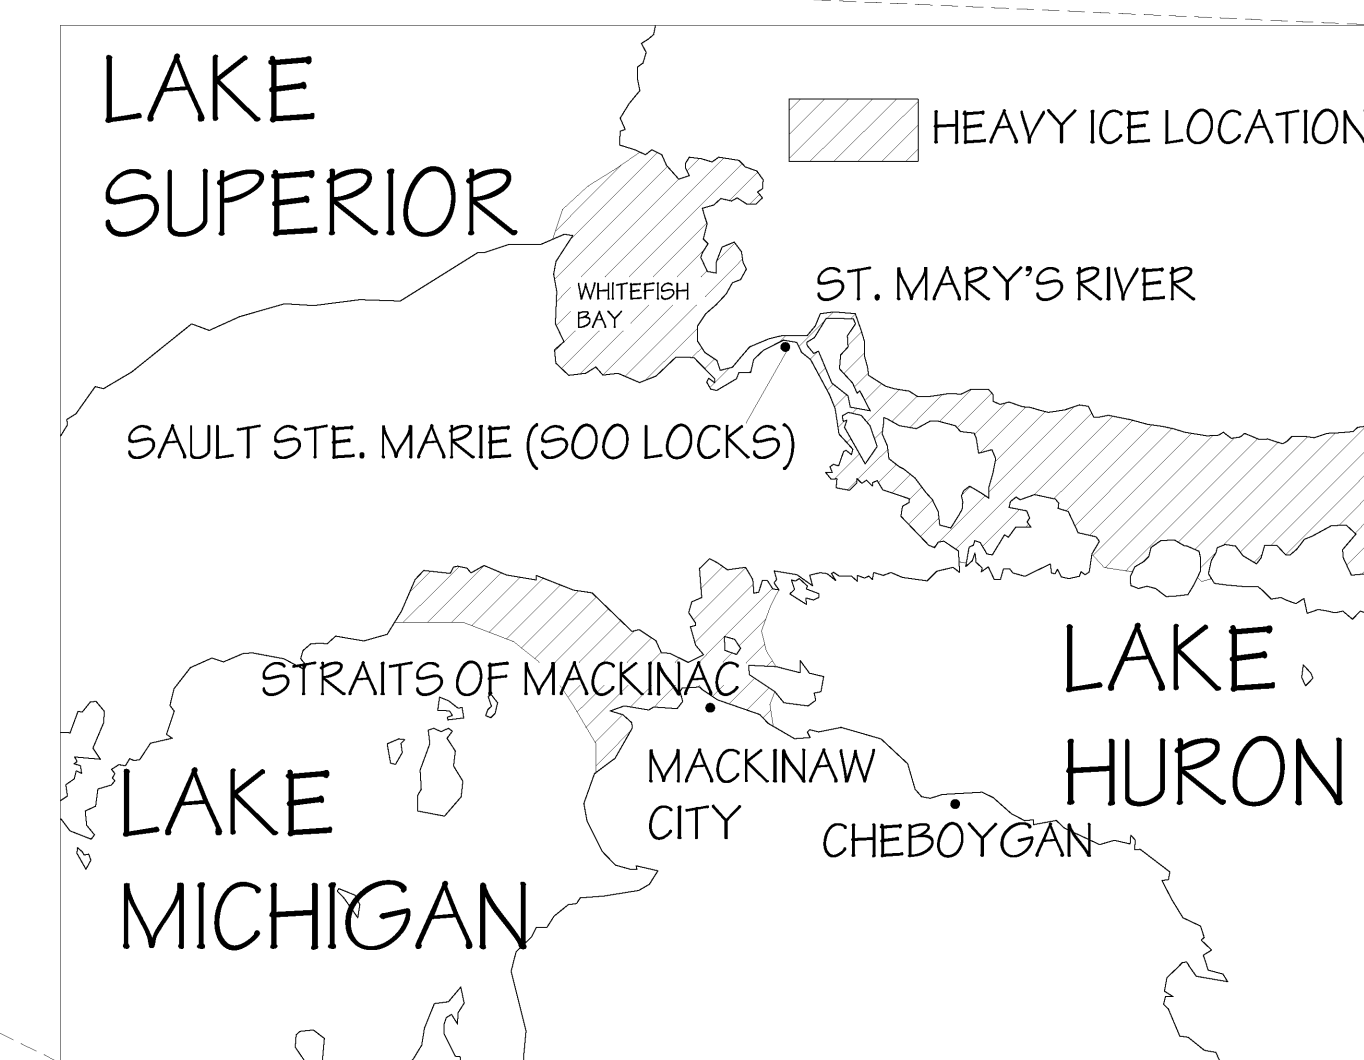 LAKE
SUPERIOR
HEAVY ICE LOCATION
WHITEFISH
BAY
ST. MARY'S RIVER
SAULT STE. MARIE (SOO LOCKS)
STRAITS OF MACKINAC
LAKE
HURON
MACKINAW
CITY
CHEBOYGAN
LAKE
MICHIGAN